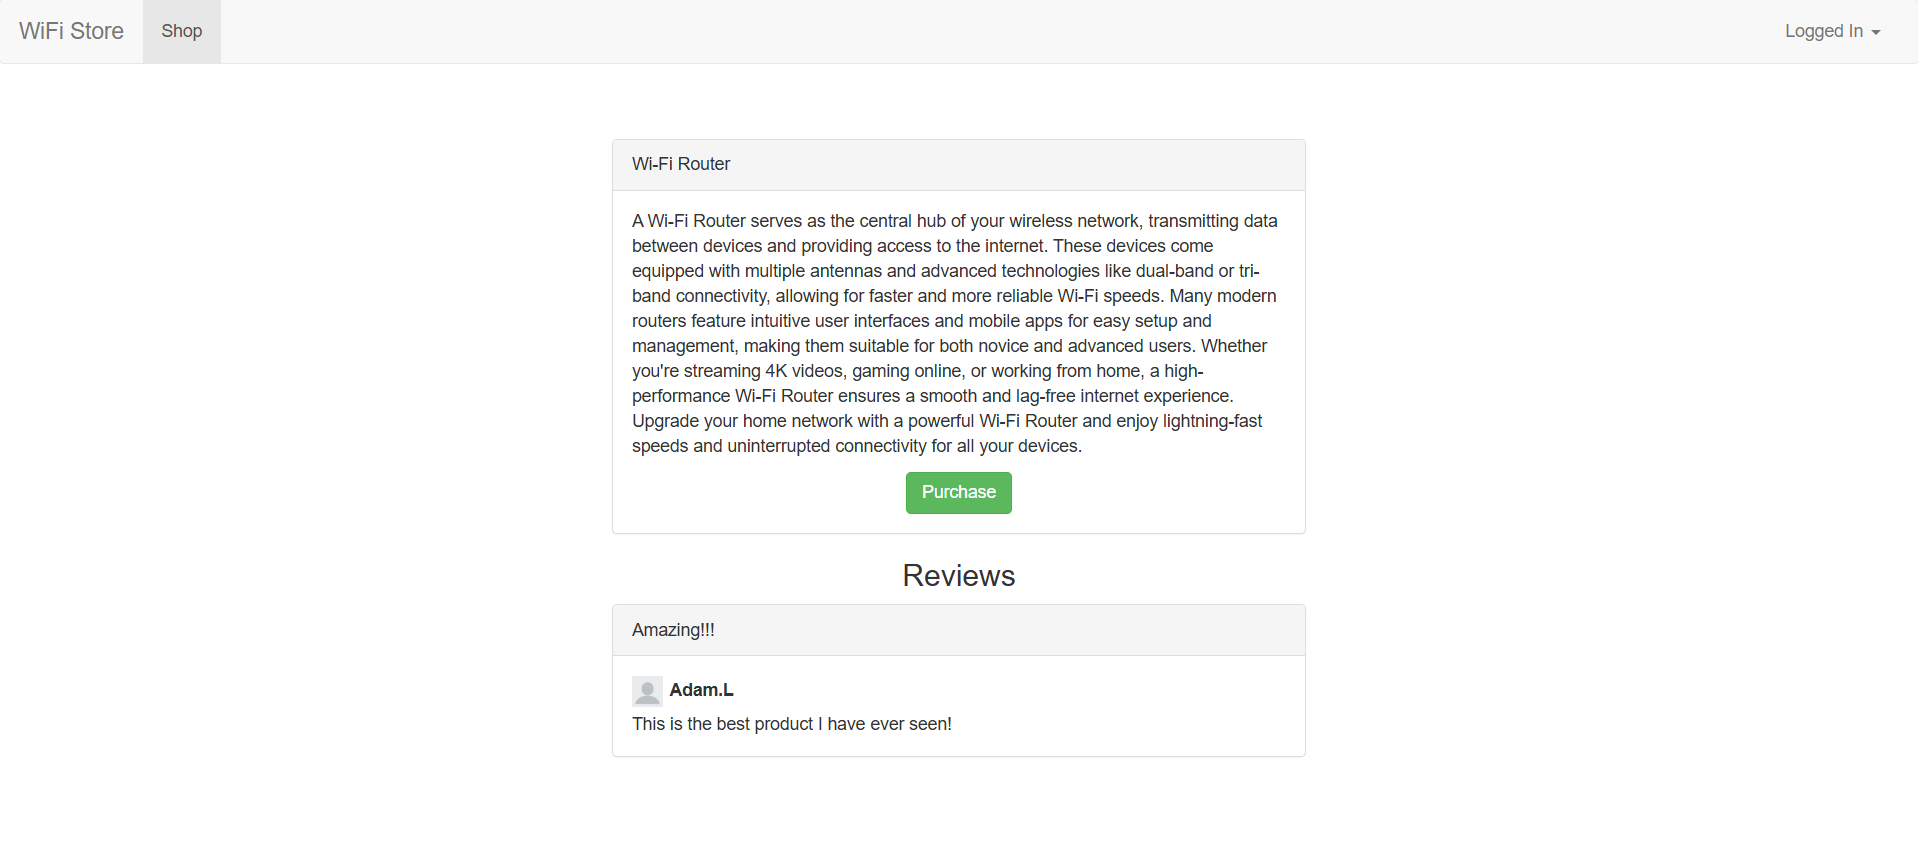 WiFi Store Shop Logged In
Wi-Fi Router
A Wi-Fi Router serves as the central hub of your wireless network, transmitting data
between devices and providing access to the internet. These devices come
equipped with multiple antennas and advanced technologies like dual-band or tri-
band connectivity, allowing for faster and more reliable Wi-Fi speeds. Many modern
routers feature intuitive user interfaces and mobile apps for easy setup and
management, making them suitable for both novice and advanced users. Whether
you're streaming 4K videos, gaming online, or working from home, a high-
performance Wi-Fi Router ensures a smooth and lag-free internet experience.
Upgrade your home network with a powerful Wi-Fi Router and enjoy lightning-fast
speeds and uninterrupted connectivity for all your devices.
Purchase
Reviews
Amazing!!!
Adam.L
This is the best product I have ever seen!